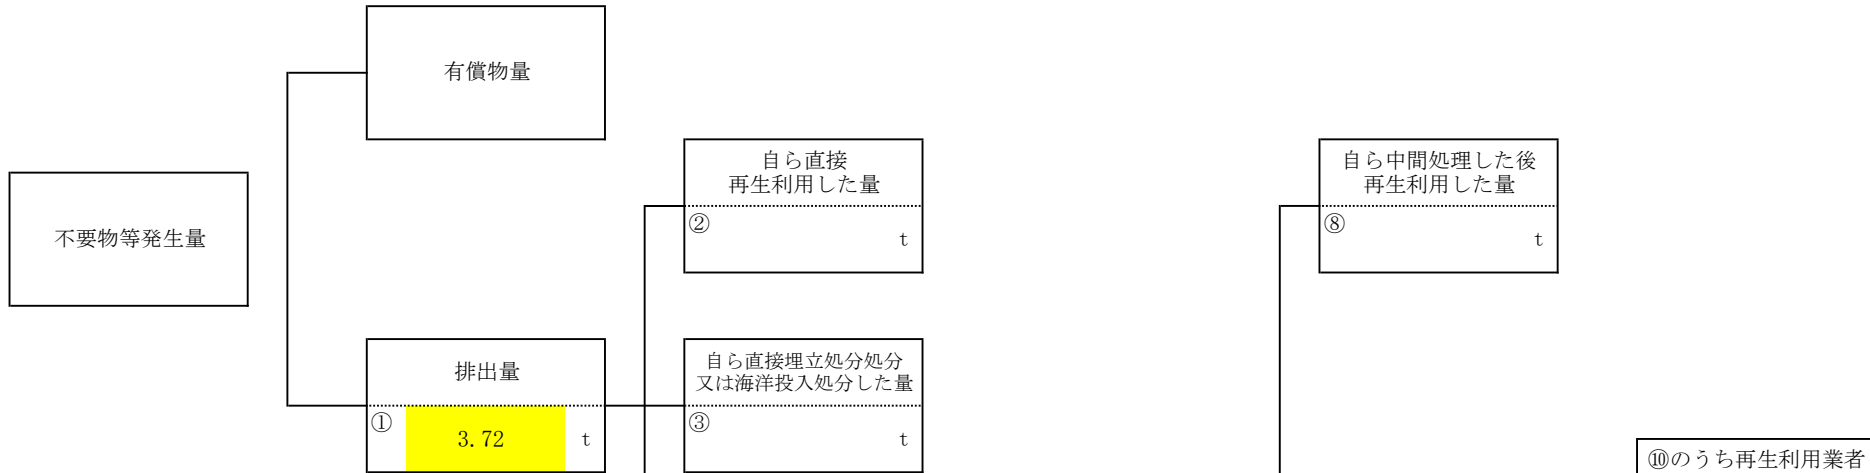 有償物量
自ら直接
再生利用した量
②
t
自ら中間処理した後
再生利用した量
⑧
t
不要物等発生量
排出量
①
3.72
t
自ら直接埋立処分処分
又は海洋投入処分した量
③
t
⑩のうち再生利用業者